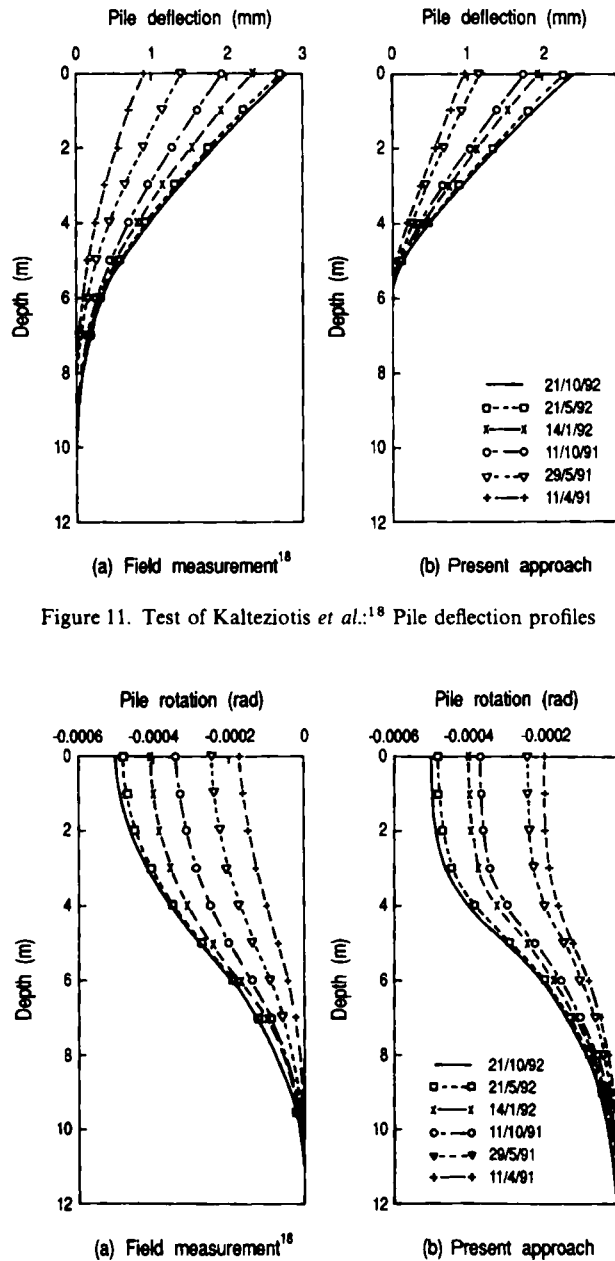 Pile deflection (mm)
0 1 2 3
0
2
4
6
8
10
12
Depth (m)
(a) Field measurement18
Pile deflection (mm)
0 1 2
0
2
4
6
8
10
12
Depth (m)
21/10/92
21/5/92
14/1/92
11/10/91
29/5/91
11/4/91
(b) Present approach
Figure 11. Test of Kalteziotis et al.:18 Pile deflection profiles
Pile rotation (rad)
-0.0006 -0.0004 -0.0002 0
0
2
4
6
8
10
12
Depth (m)
(a) Field measurement18
Pile rotation (rad)
-0.0006 -0.0004 -0.0002
0
2
4
6
8
10
12
Depth (m)
21/10/92
21/5/92
14/1/92
11/10/91
29/5/91
11/4/91
(b) Present approach